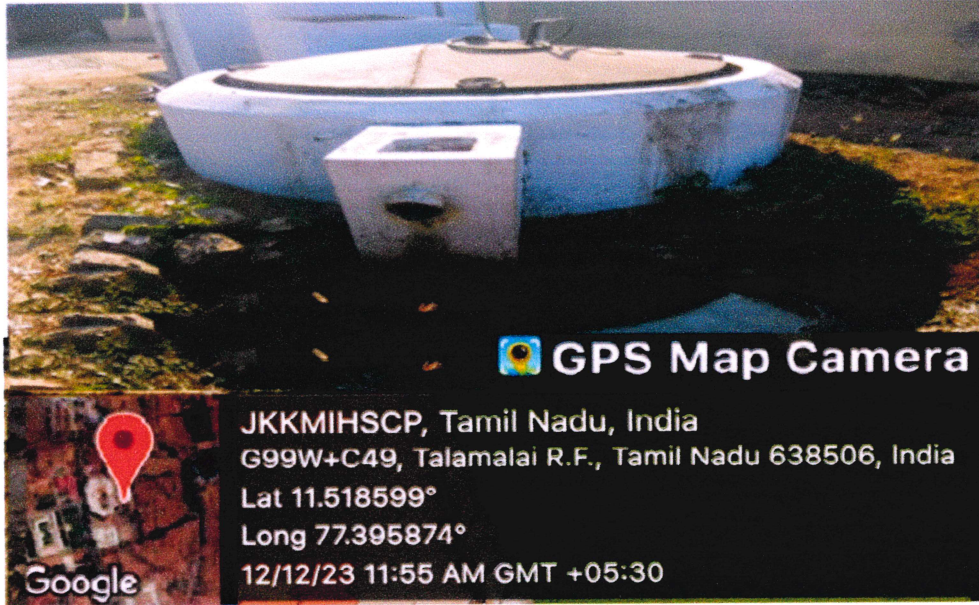 GPS Map Camera
JKKMIHSCP, Tamil Nadu, India
G99W+C49, Talamalai R.F., Tamil Nadu 638506, India
Lat 11.518599°
Long 77.395874°
12/12/23 11:55 AM GMT +05:30
Google